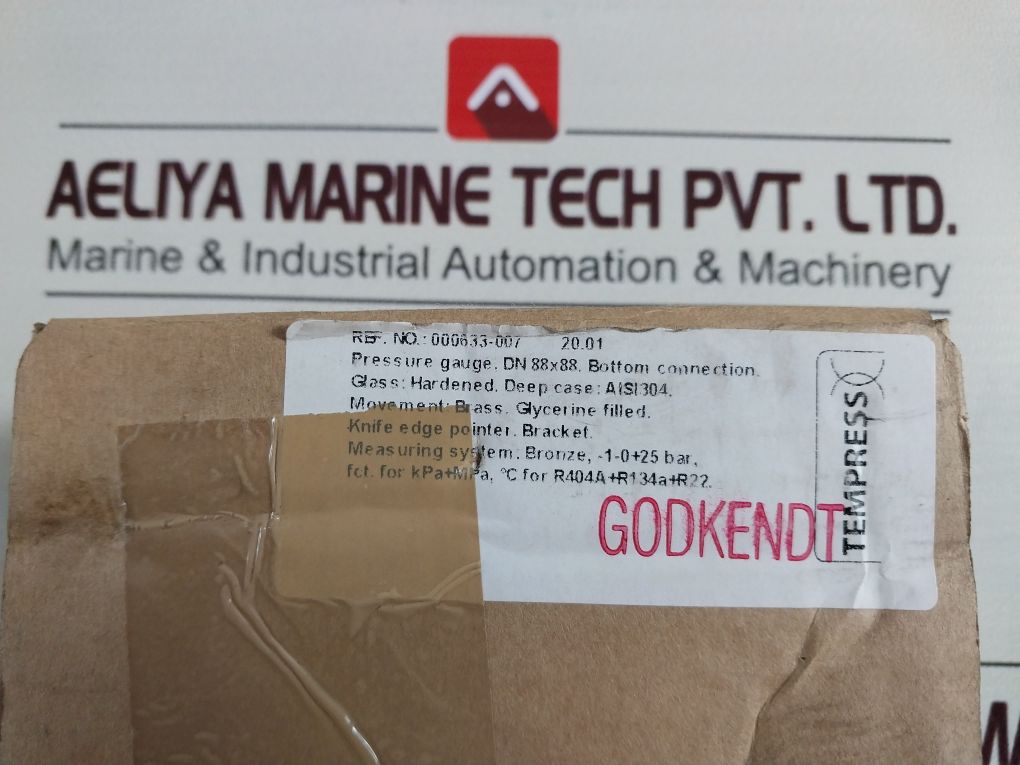 AELIYA MARINE TECH PVT. LTD.
Marine & Industrial Automation & Machinery
REF. NO.: 000633-007 20.01
Pressure gauge. DN 88x88. Bottom connection.
Glass: Hardened. Deep case: AISI 304.
Movement: Brass. Glycerine filled.
Knife edge pointer. Bracket.
Measuring system: Bronze, -1-0+25 bar,
fct. for kPa+MPa, °C for R404A+R134a+R22.
GODKENDT
TEMPRESS